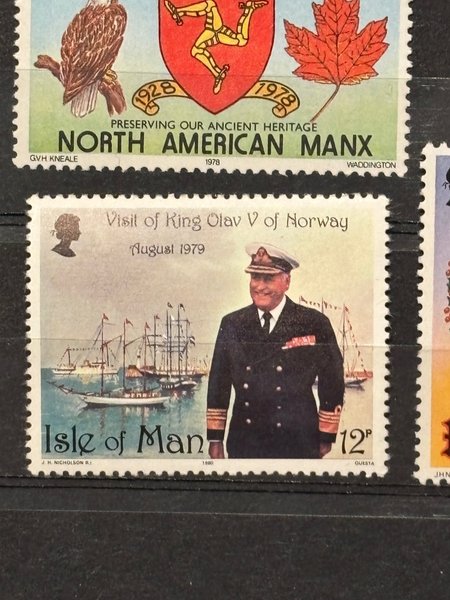 1928 1978
PRESERVING OUR ANCIENT HERITAGE
NORTH AMERICAN MANX
G.V.H KNEALE 1978 WADDINGTON
Visit of King Olav V of Norway
August 1979
Isle of Man 12P
J. H. NICHOLSON R.I. 1980 QUESTA
JHN